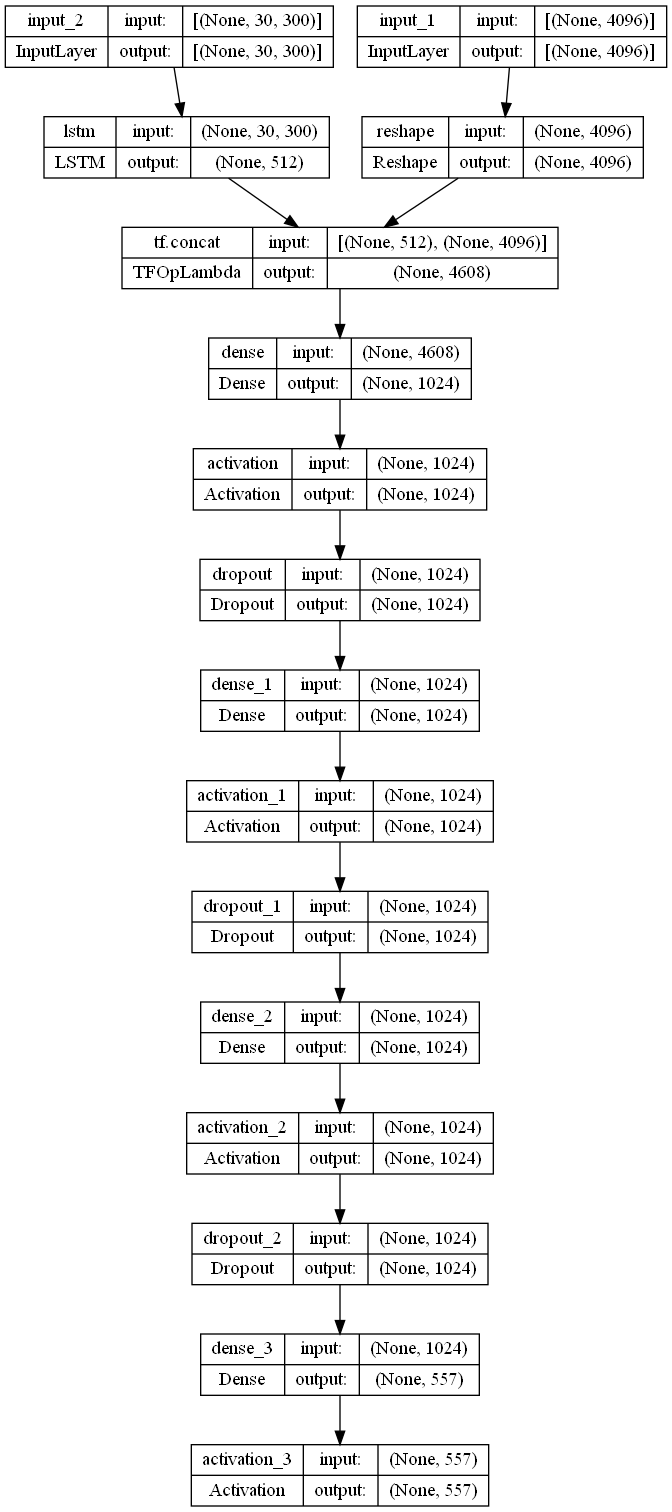 input_2 input: [(None, 30, 300)]
InputLayer output: [(None, 30, 300)]
input_1 input: [(None, 4096)]
InputLayer output: [(None, 4096)]
lstm input: (None, 30, 300)
LSTM output: (None, 512)
reshape input: (None, 4096)
Reshape output: (None, 4096)
tf.concat input: [(None, 512), (None, 4096)]
TFOpLambda output: (None, 4608)
dense input: (None, 4608)
Dense output: (None, 1024)
activation input: (None, 1024)
Activation output: (None, 1024)
dropout input: (None, 1024)
Dropout output: (None, 1024)
dense_1 input: (None, 1024)
Dense output: (None, 1024)
activation_1 input: (None, 1024)
Activation output: (None, 1024)
dropout_1 input: (None, 1024)
Dropout output: (None, 1024)
dense_2 input: (None, 1024)
Dense output: (None, 1024)
activation_2 input: (None, 1024)
Activation output: (None, 1024)
dropout_2 input: (None, 1024)
Dropout output: (None, 1024)
dense_3 input: (None, 1024)
Dense output: (None, 557)
activation_3 input: (None, 557)
Activation output: (None, 557)